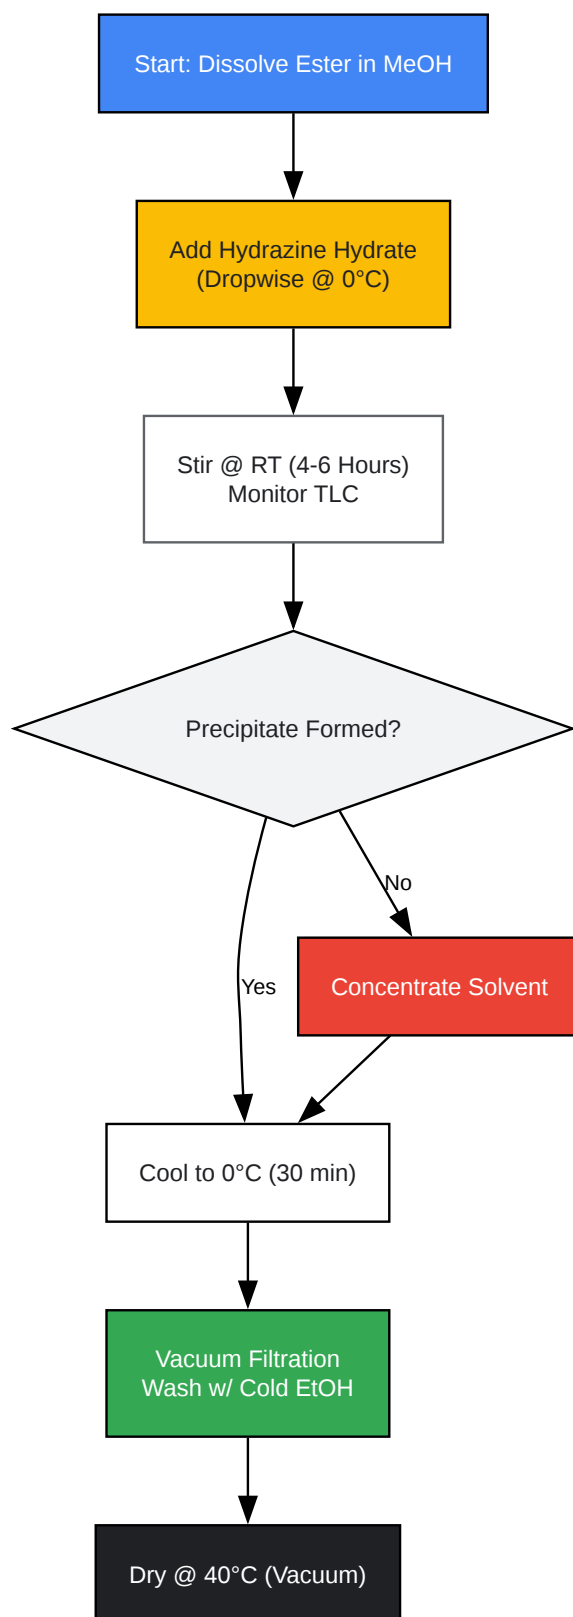 Start: Dissolve Ester in MeOH
Add Hydrazine Hydrate
(Dropwise @ 0°C)
Stir @ RT (4-6 Hours)
Monitor TLC
Precipitate Formed?
No
Yes
Concentrate Solvent
Cool to 0°C (30 min)
Vacuum Filtration
Wash w/ Cold EtOH
Dry @ 40°C (Vacuum)